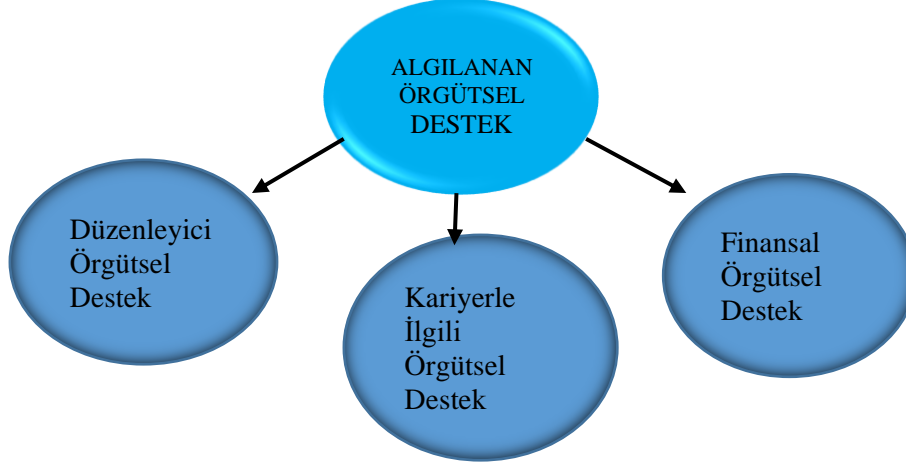 ALGILANAN
ÖRGÜTSEL
DESTEK
Düzenleyici
Örgütsel
Destek
Kariyerle
İlgili
Örgütsel
Destek
Finansal
Örgütsel
Destek